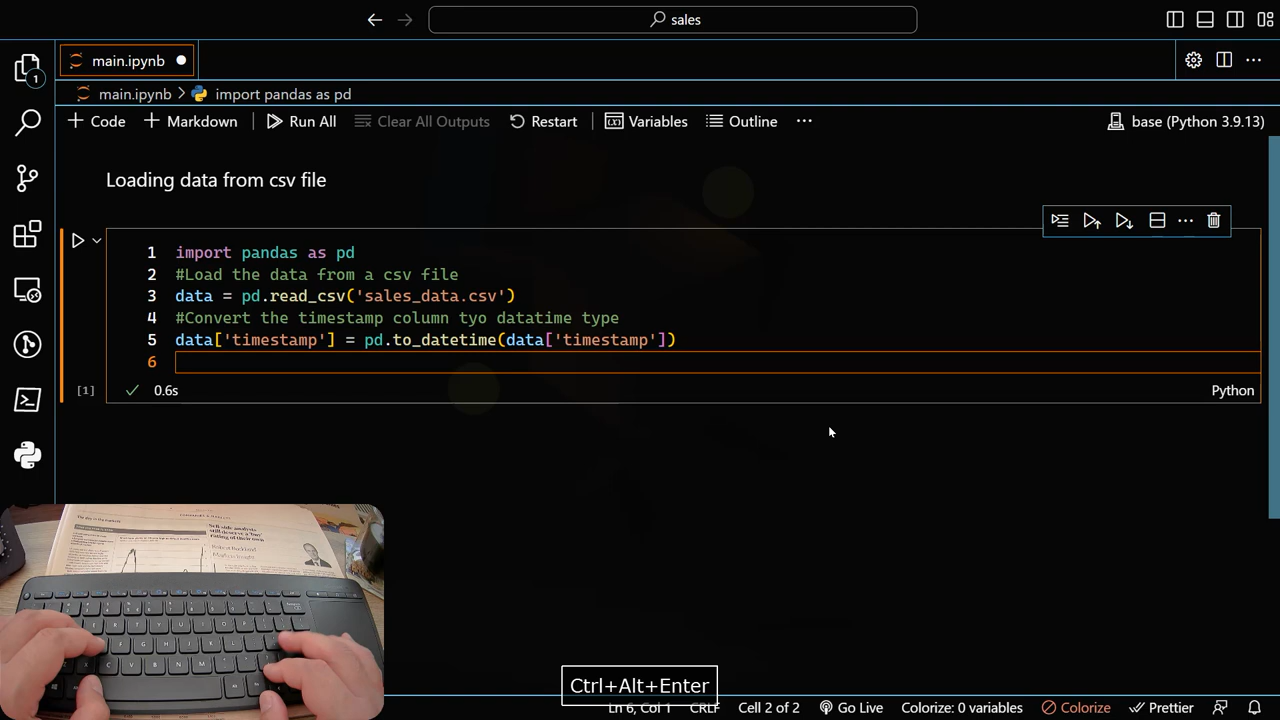 sales
main.ipynb
1
main.ipynb > import pandas as pd
Code
Markdown
Run All
Clear All Outputs
Restart
Variables
Outline
base (Python 3.9.13)
Loading data from csv file
1 import pandas as pd
2 #Load the data from a csv file
3 data = pd.read_csv('sales_data.csv')
4 #Convert the timestamp column tyo datatime type
5 data['timestamp'] = pd.to_datetime(data['timestamp'])
6
[1] 0.6s Python
Ctrl+Alt+Enter
Ln 6, Col 1 CRLF Cell 2 of 2 Go Live Colorize: 0 variables Colorize Prettier